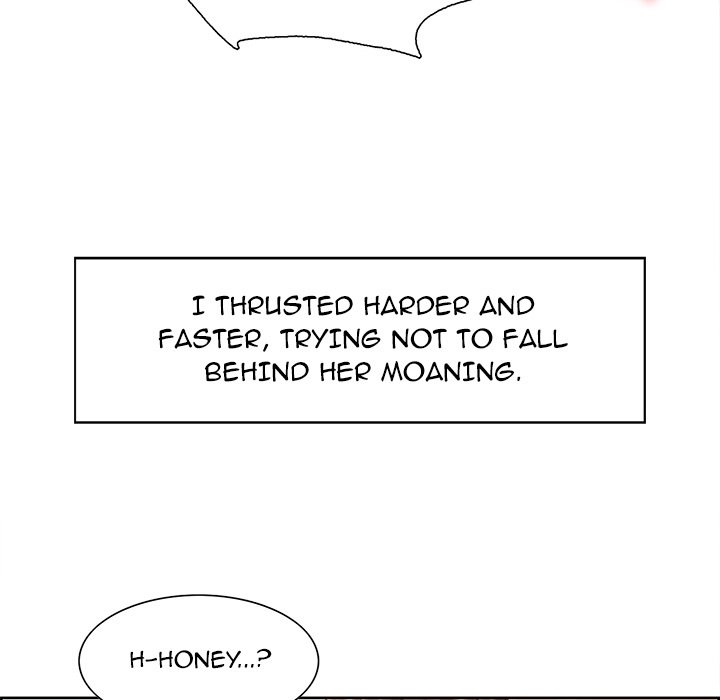 I THRUSTED HARDER AND
FASTER, TRYING NOT TO FALL
BEHIND HER MOANING.
H-HONEY...?